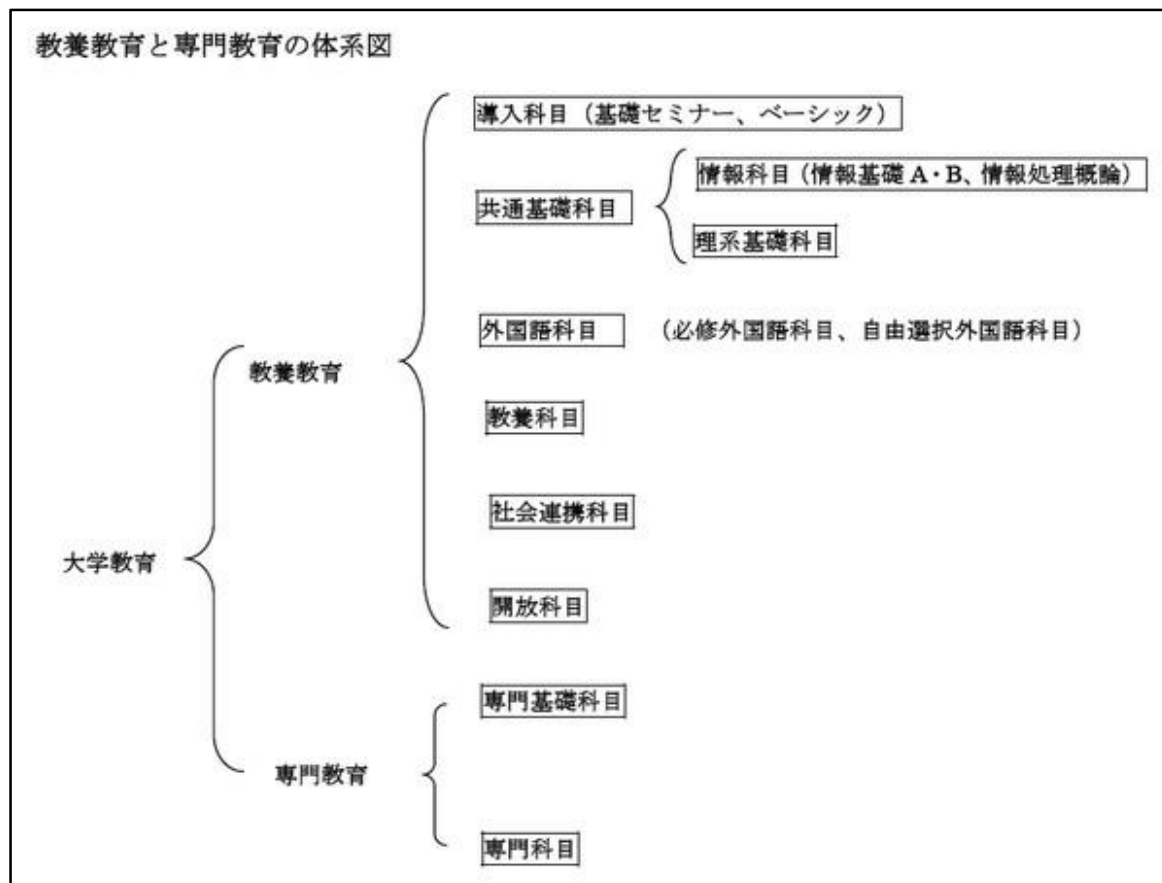 教養教育と専門教育の体系図
導入科目（基礎セミナー、ベーシック）
情報科目（情報基礎 A・B、情報処理概論）
共通基礎科目
理系基礎科目
外国語科目 （必修外国語科目、自由選択外国語科目）
教養教育
教養科目
社会連携科目
大学教育
開放科目
専門基礎科目
専門教育
専門科目